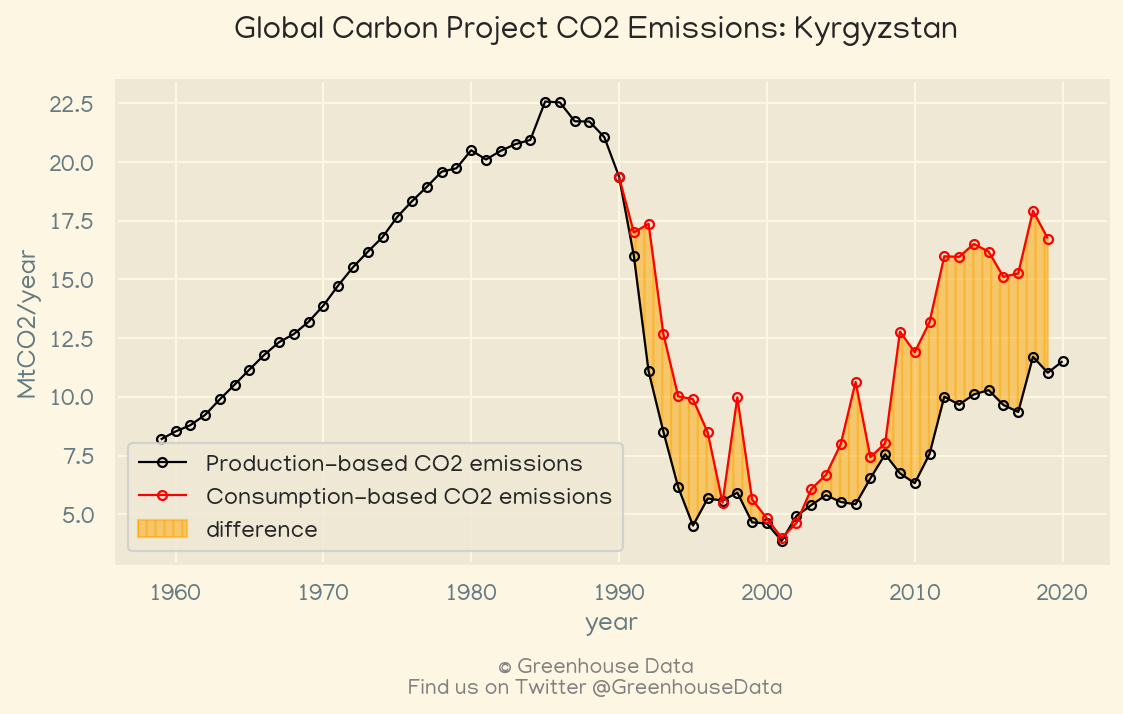 Global Carbon Project CO2 Emissions: Kyrgyzstan
MtCO2/year
22.5
20.0
17.5
15.0
12.5
10.0
7.5
5.0
Production-based CO2 emissions
Consumption-based CO2 emissions
difference
1960 1970 1980 1990 2000 2010 2020
year
© Greenhouse Data
Find us on Twitter @GreenhouseData